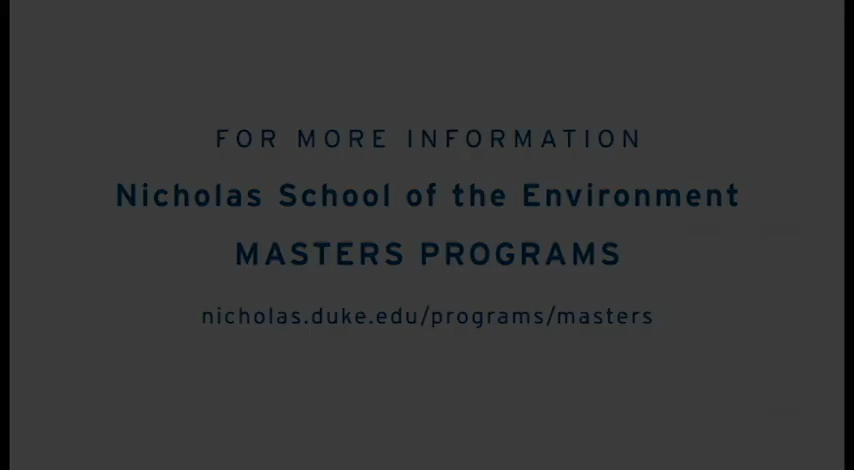 FOR MORE INFORMATION
Nicholas School of the Environment
MASTERS PROGRAMS
nicholas.duke.edu/programs/masters